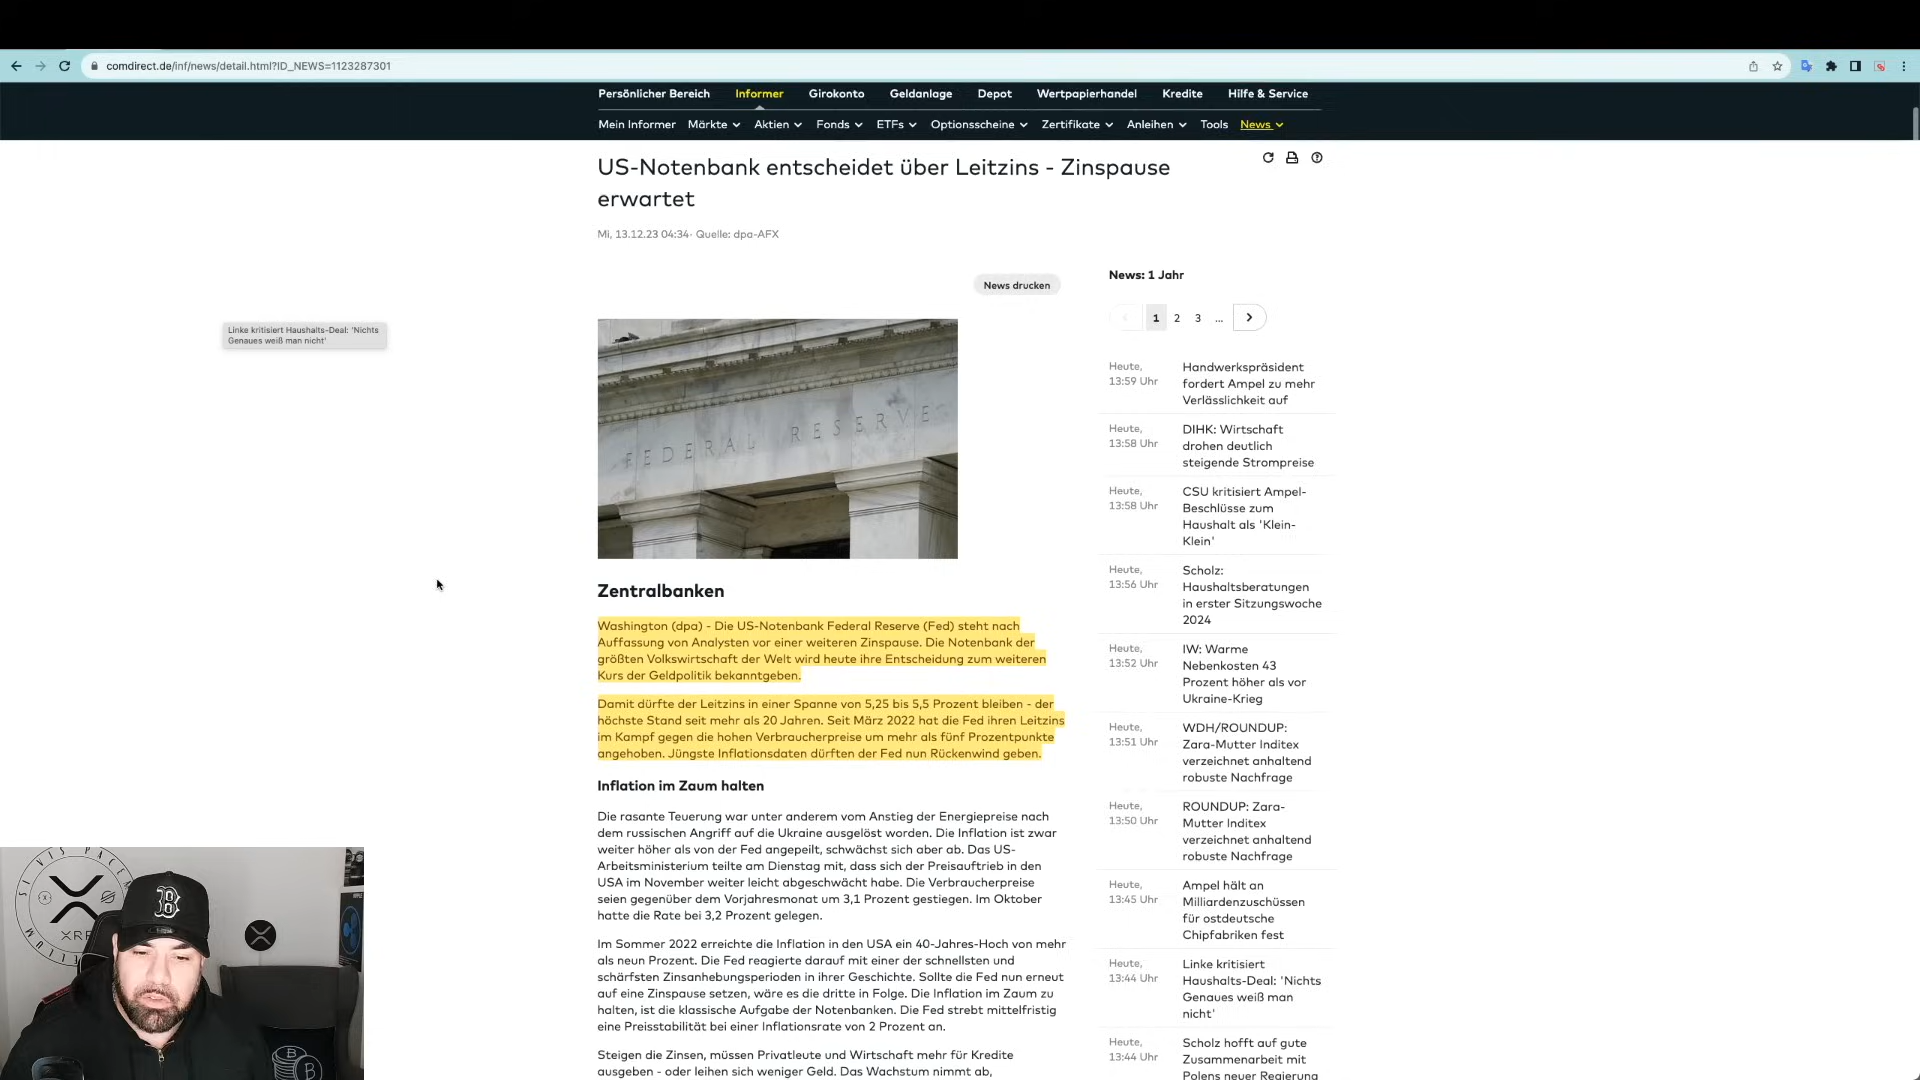 comdirect.de/inf/news/detail.html?ID_NEWS=1123287301
Persönlicher Bereich Informer Girokonto Geldanlage Depot Wertpapierhandel Kredite Hilfe & Service
Mein Informer Märkte Aktien Fonds ETFs Optionsscheine Zertifikate Anleihen Tools News
US-Notenbank entscheidet über Leitzins - Zinspause
erwartet
Mi, 13.12.23 04:34· Quelle: dpa-AFX
News drucken
FEDERAL RESERVE
Zentralbanken
Washington (dpa) - Die US-Notenbank Federal Reserve (Fed) steht nach
Auffassung von Analysten vor einer weiteren Zinspause. Die Notenbank der
größten Volkswirtschaft der Welt wird heute ihre Entscheidung zum weiteren
Kurs der Geldpolitik bekanntgeben.
Damit dürfte der Leitzins in einer Spanne von 5,25 bis 5,5 Prozent bleiben - der
höchste Stand seit mehr als 20 Jahren. Seit März 2022 hat die Fed ihren Leitzins
im Kampf gegen die hohen Verbraucherpreise um mehr als fünf Prozentpunkte
angehoben. Jüngste Inflationsdaten dürften der Fed nun Rückenwind geben.
Inflation im Zaum halten
Die rasante Teuerung war unter anderem vom Anstieg der Energiepreise nach
dem russischen Angriff auf die Ukraine ausgelöst worden. Die Inflation ist zwar
weiter höher als von der Fed angepeilt, schwächst sich aber ab. Das US-
Arbeitsministerium teilte am Dienstag mit, dass sich der Preisauftrieb in den
USA im November weiter leicht abgeschwächt habe. Die Verbraucherpreise
seien gegenüber dem Vorjahresmonat um 3,1 Prozent gestiegen. Im Oktober
hatte die Rate bei 3,2 Prozent gelegen.
Im Sommer 2022 erreichte die Inflation in den USA ein 40-Jahres-Hoch von mehr
als neun Prozent. Die Fed reagierte darauf mit einer der schnellsten und
schärfsten Zinsanhebungsperioden in ihrer Geschichte. Sollte die Fed nun erneut
auf eine Zinspause setzen, wäre es die dritte in Folge. Die Inflation im Zaum zu
halten, ist die klassische Aufgabe der Notenbanken. Die Fed strebt mittelfristig
eine Preisstabilität bei einer Inflationsrate von 2 Prozent an.
Steigen die Zinsen, müssen Privatleute und Wirtschaft mehr für Kredite
ausgeben - oder leihen sich weniger Geld. Das Wachstum nimmt ab,
News: 1 Jahr
1 2 3 ...
Heute,
13:59 Uhr
Handwerkspräsident
fordert Ampel zu mehr
Verlässlichkeit auf
Heute,
13:58 Uhr
DIHK: Wirtschaft
drohen deutlich
steigende Strompreise
Heute,
13:58 Uhr
CSU kritisiert Ampel-
Beschlüsse zum
Haushalt als 'Klein-
Klein'
Heute,
13:56 Uhr
Scholz:
Haushaltsberatungen
in erster Sitzungswoche
2024
Heute,
13:52 Uhr
IW: Warme
Nebenkosten 43
Prozent höher als vor
Ukraine-Krieg
Heute,
13:51 Uhr
WDH/ROUNDUP:
Zara-Mutter Inditex
verzeichnet anhaltend
robuste Nachfrage
Heute,
13:50 Uhr
ROUNDUP: Zara-
Mutter Inditex
verzeichnet anhaltend
robuste Nachfrage
Heute,
13:45 Uhr
Ampel hält an
Milliardenzuschüssen
für ostdeutsche
Chipfabriken fest
Heute,
13:44 Uhr
Linke kritisiert
Haushalts-Deal: 'Nichts
Genaues weiß man
nicht'
Heute,
13:44 Uhr
Scholz hofft auf gute
Zusammenarbeit mit
Polens neuer Regierung
Linke kritisiert Haushalts-Deal: 'Nichts
Genaues weiß man nicht'
SI VIS PACEM
XRP
B